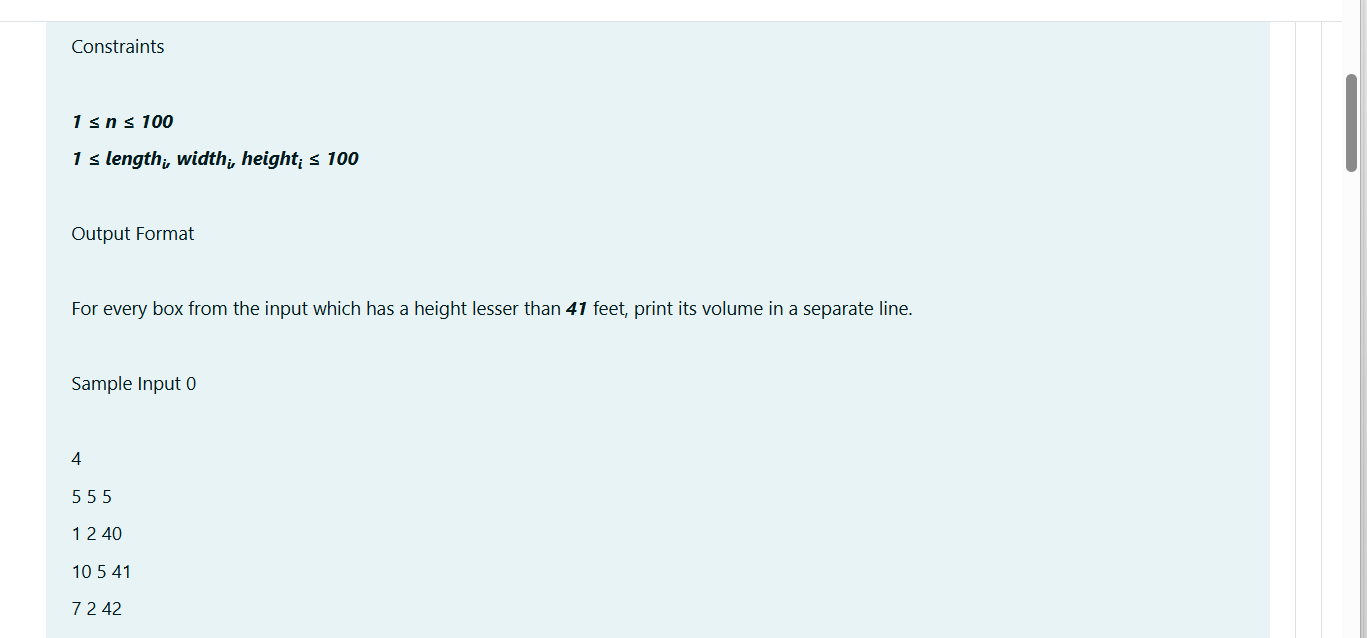 Constraints
1 ≤ n ≤ 100
1 ≤ lengthᵢ, widthᵢ, heightᵢ ≤ 100
Output Format
For every box from the input which has a height lesser than 41 feet, print its volume in a separate line.
Sample Input 0
4
5 5 5
1 2 40
10 5 41
7 2 42